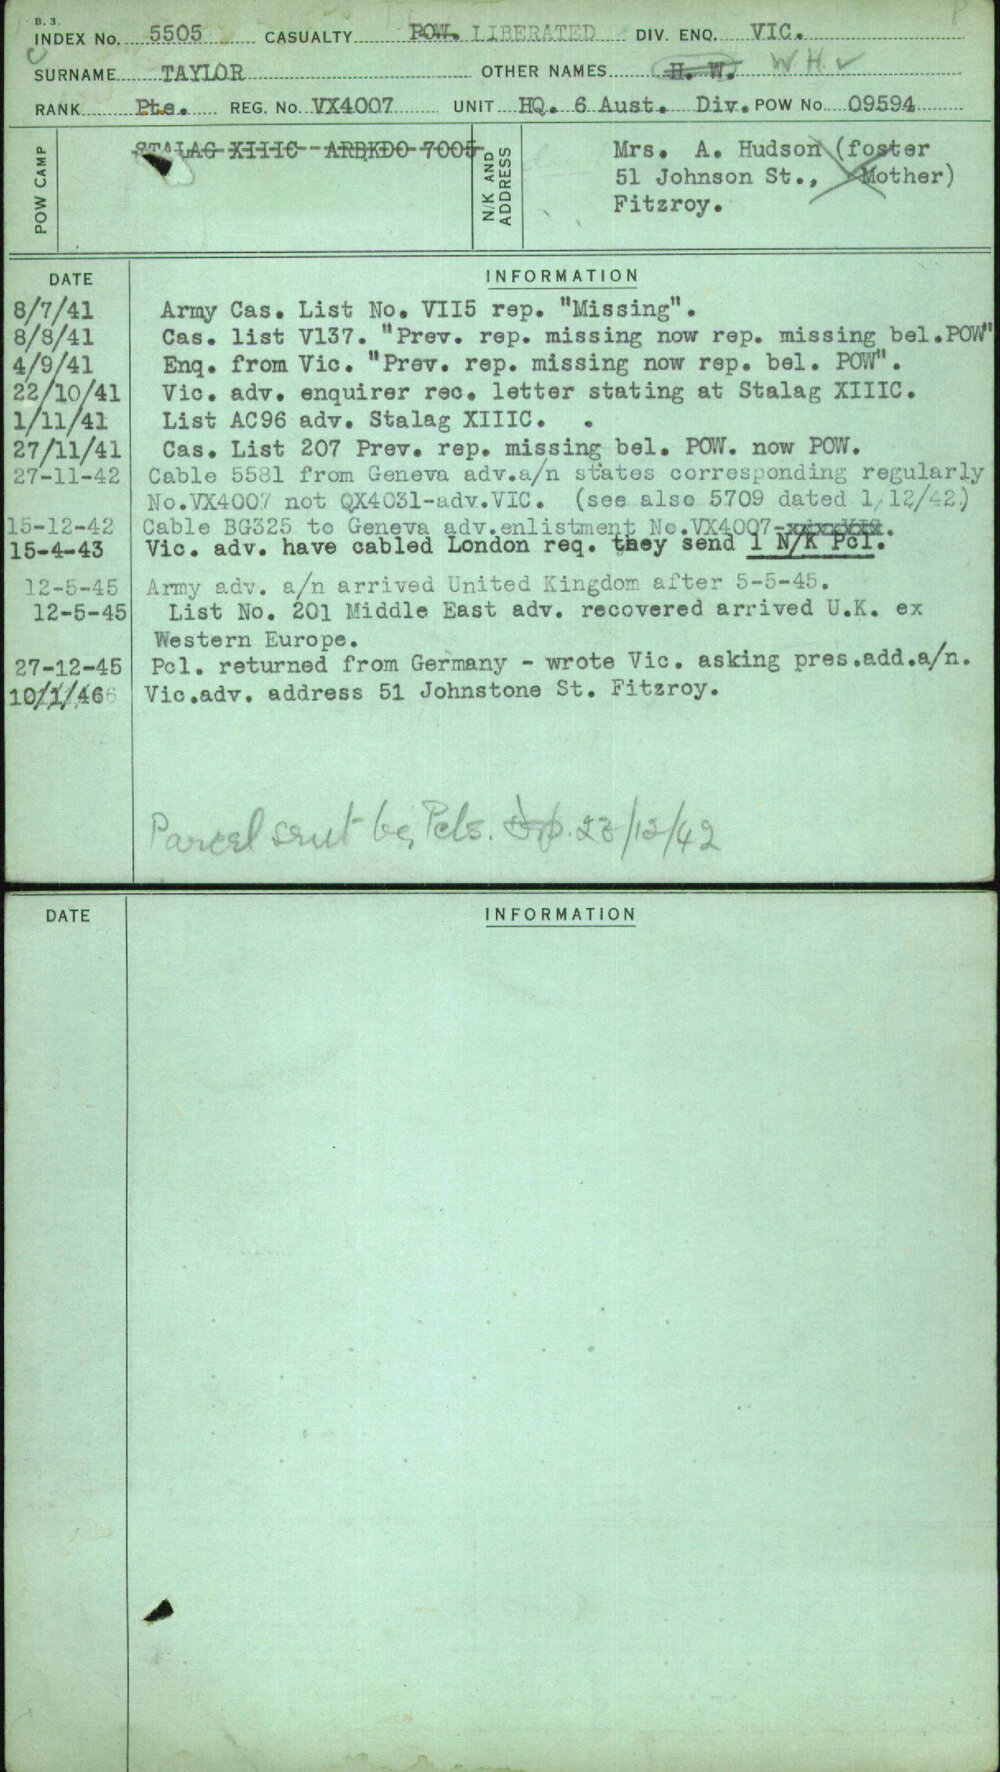 B. 3.
INDEX No. 5505 CASUALTY POW. LIBERATED DIV. ENQ. VIC.
SURNAME TAYLOR OTHER NAMES H. W. W H
RANK Pte. REG. No. VX4007 UNIT HQ. 6 Aust. Div. POW No. 09594
POW CAMP
STALAG XIIIC ARBKDO 7005
N/K AND ADDRESS
Mrs. A. Hudson (foster
51 Johnson St., Mother)
Fitzroy.
DATE INFORMATION
8/7/41 Army Cas. List No. VII5 rep. "Missing".
8/8/41 Cas. list V137. "Prev. rep. missing now rep. missing bel.POW"
4/9/41 Enq. from Vic. "Prev. rep. missing now rep. bel. POW".
22/10/41 Vic. adv. enquirer rec. letter stating at Stalag XIIIC.
1/11/41 List AC96 adv. Stalag XIIIC. .
27/11/41 Cas. List 207 Prev. rep. missing bel. POW. now POW.
27-11-42 Cable 5581 from Geneva adv.a/n states corresponding regularly
No.VX4007 not QX4031-adv.VIC. (see also 5709 dated 1/12/42)
15-12-42 Cable BG325 to Geneva adv.enlistment No.VX4007-
15-4-43 Vic. adv. have cabled London req. they send 1 N/K Pcl.
12-5-45 Army adv. a/n arrived United Kingdom after 5-5-45.
12-5-45 List No. 201 Middle East adv. recovered arrived U.K. ex
Western Europe.
27-12-45 Pcl. returned from Germany - wrote Vic. asking pres.add.a/n.
10/1/46 Vic.adv. address 51 Johnstone St. Fitzroy.
Parcel sent by Pcls. 23/12/42
DATE INFORMATION